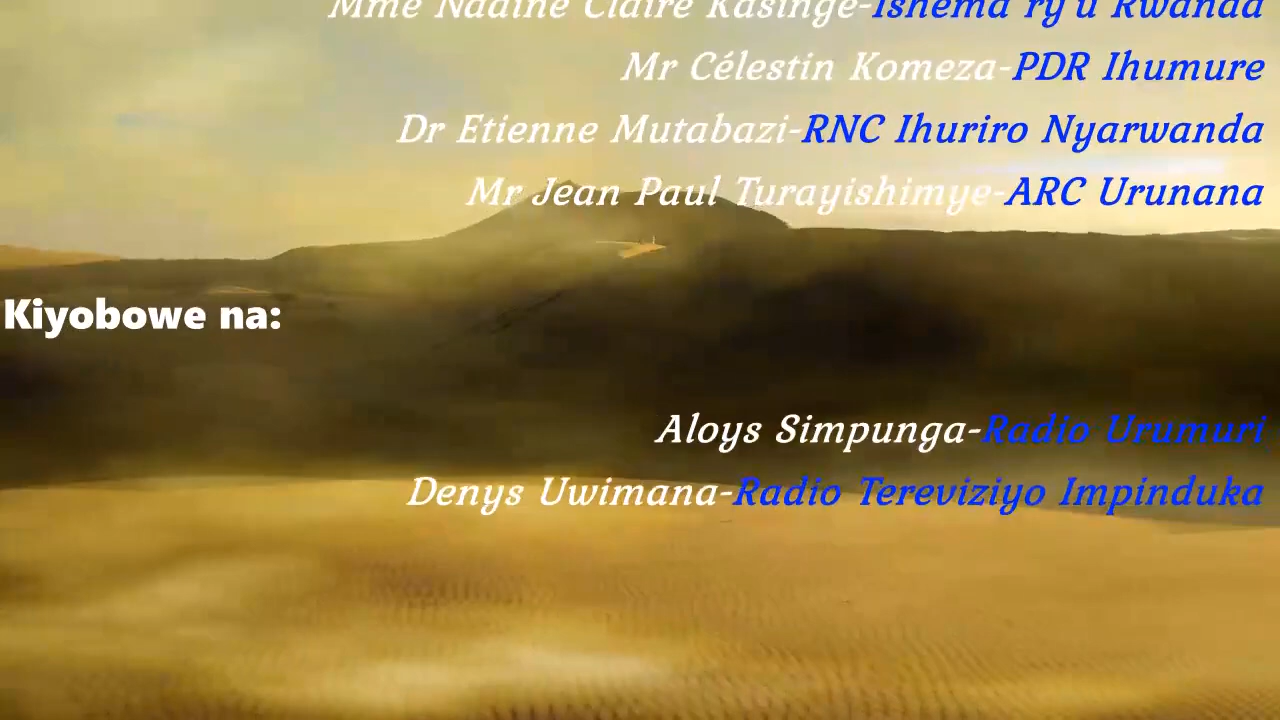 Mme Nadine Claire Kasinge-Ishema ry'u Rwanda
Mr Célestin Komeza-PDR Ihumure
Dr Etienne Mutabazi-RNC Ihuriro Nyarwanda
Mr Jean Paul Turayishimye-ARC Urunana
Kiyobowe na:
Aloys Simpunga-Radio Urumuri
Denys Uwimana-Radio Tereviziyo Impinduka